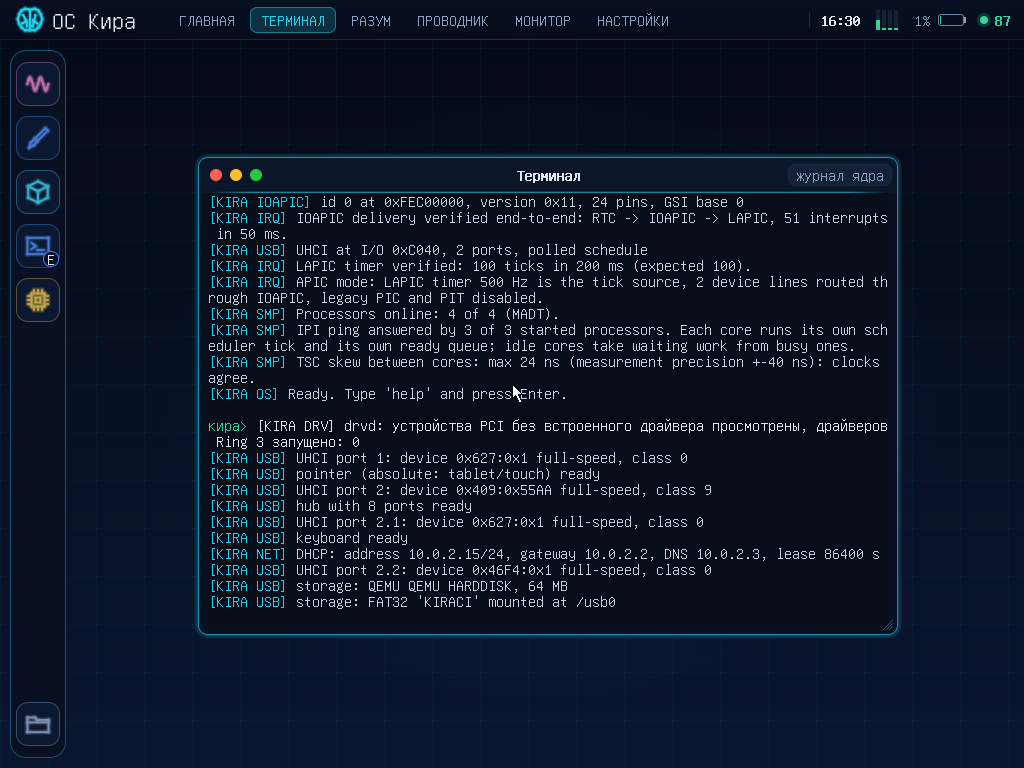 ОС Кира
ГЛАВНАЯ ТЕРМИНАЛ РАЗУМ ПРОВОДНИК МОНИТОР НАСТРОЙКИ
16:30 1% 87
E
Терминал
журнал ядра
[KIRA IOAPIC] id 0 at 0xFEC00000, version 0x11, 24 pins, GSI base 0
[KIRA IRQ] IOAPIC delivery verified end-to-end: RTC -> IOAPIC -> LAPIC, 51 interrupts
in 50 ms.
[KIRA USB] UHCI at I/O 0xC040, 2 ports, polled schedule
[KIRA IRQ] LAPIC timer verified: 100 ticks in 200 ms (expected 100).
[KIRA IRQ] APIC mode: LAPIC timer 500 Hz is the tick source, 2 device lines routed th
rough IOAPIC, legacy PIC and PIT disabled.
[KIRA SMP] Processors online: 4 of 4 (MADT).
[KIRA SMP] IPI ping answered by 3 of 3 started processors. Each core runs its own sch
eduler tick and its own ready queue; idle cores take waiting work from busy ones.
[KIRA SMP] TSC skew between cores: max 24 ns (measurement precision +-40 ns): clocks
agree.
[KIRA OS] Ready. Type 'help' and press Enter.
кира> [KIRA DRV] drvd: устройства PCI без встроенного драйвера просмотрены, драйверов
Ring 3 запущено: 0
[KIRA USB] UHCI port 1: device 0x627:0x1 full-speed, class 0
[KIRA USB] pointer (absolute: tablet/touch) ready
[KIRA USB] UHCI port 2: device 0x409:0x55AA full-speed, class 9
[KIRA USB] hub with 8 ports ready
[KIRA USB] UHCI port 2.1: device 0x627:0x1 full-speed, class 0
[KIRA USB] keyboard ready
[KIRA NET] DHCP: address 10.0.2.15/24, gateway 10.0.2.2, DNS 10.0.2.3, lease 86400 s
[KIRA USB] UHCI port 2.2: device 0x46F4:0x1 full-speed, class 0
[KIRA USB] storage: QEMU QEMU HARDDISK, 64 MB
[KIRA USB] storage: FAT32 'KIRACI' mounted at /usb0